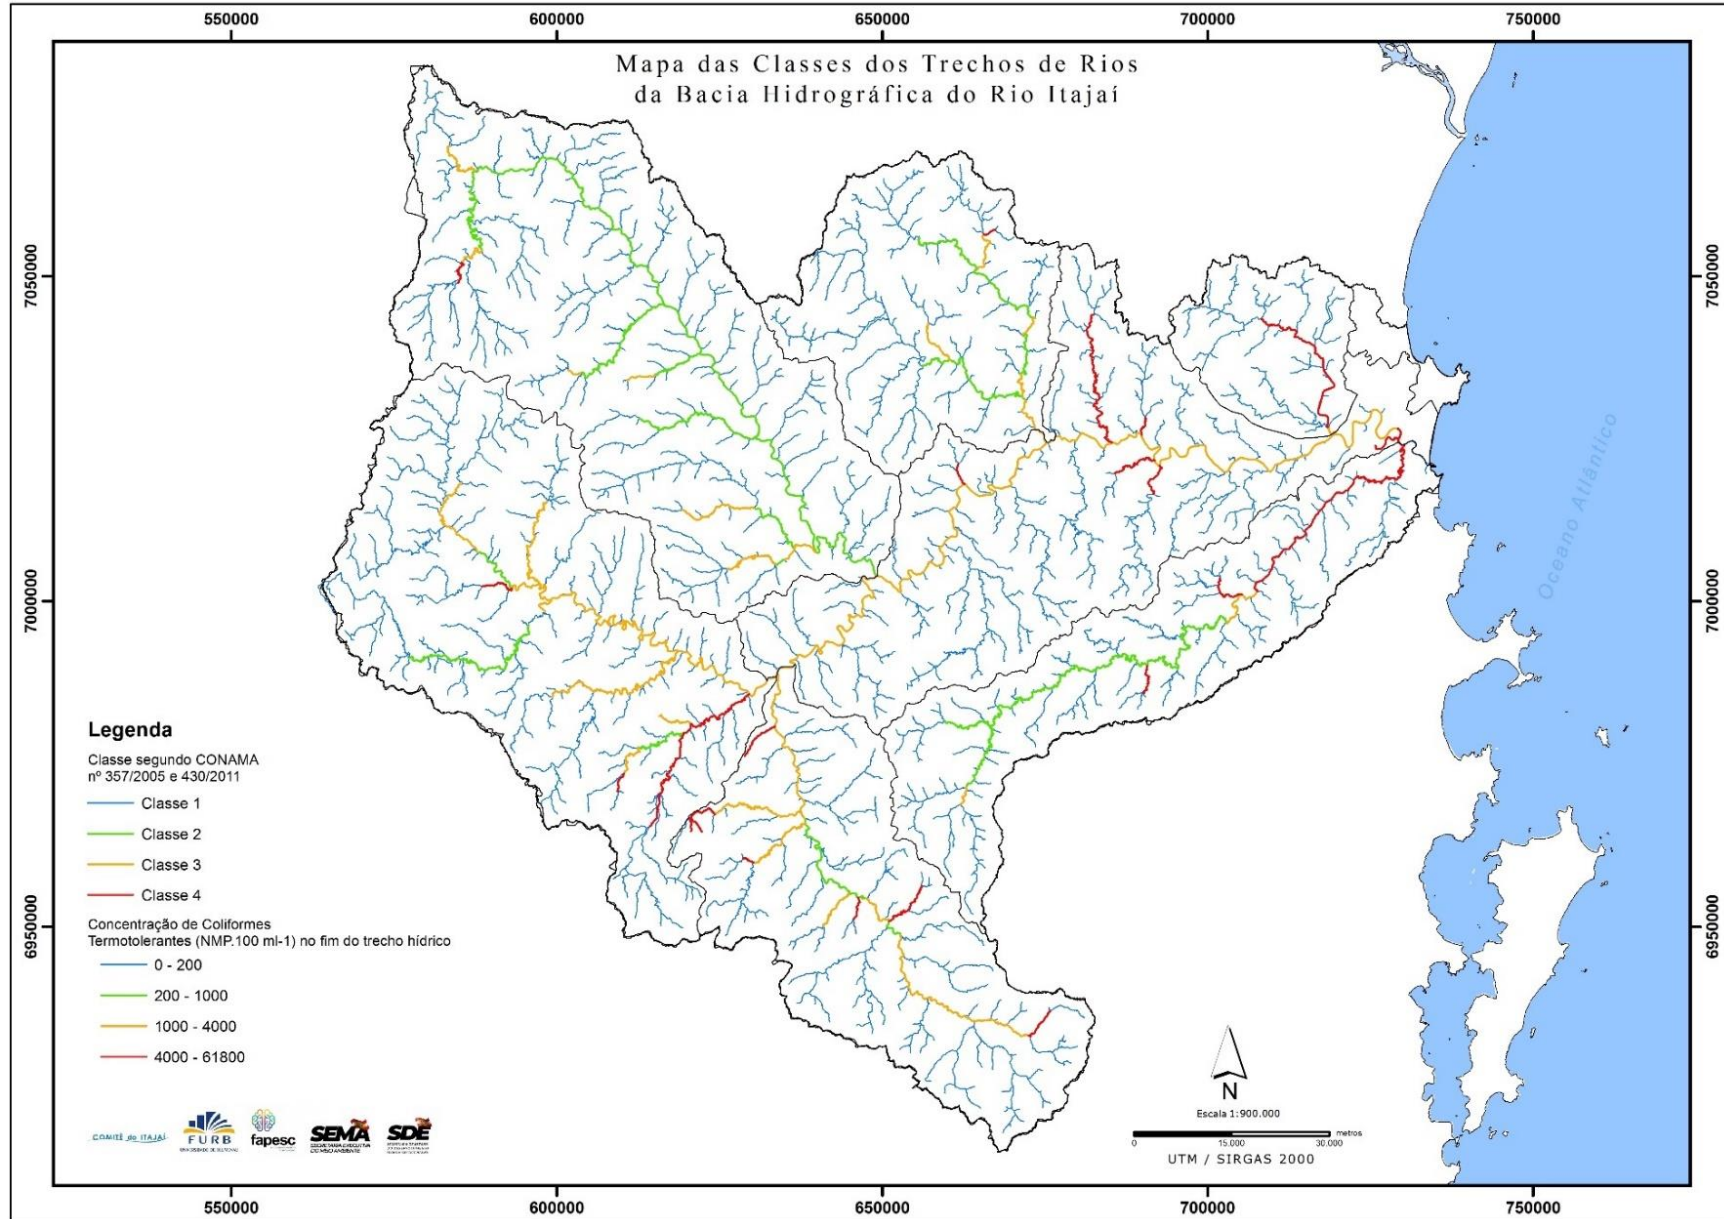 550000 600000 650000 700000 750000
Mapa das Classes dos Trechos de Rios
da Bacia Hidrográfica do Rio Itajaí
7050000 7050000
Oceano Atlântico
7000000 7000000
Legenda
Classe segundo CONAMA
nº 357/2005 e 430/2011
Classe 1
Classe 2
Classe 3
Classe 4
6950000 6950000
Concentração de Coliformes
Termotolerantes (NMP.100 ml-1) no fim do trecho hídrico
0 - 200
200 - 1000
1000 - 4000
4000 - 61800
N
Escala 1:900.000
metros
0 15.000 30.000
UTM / SIRGAS 2000
COMITÊ do ITAJAÍ
FURB
fapesc
SEMA
SDE
550000 600000 650000 700000 750000